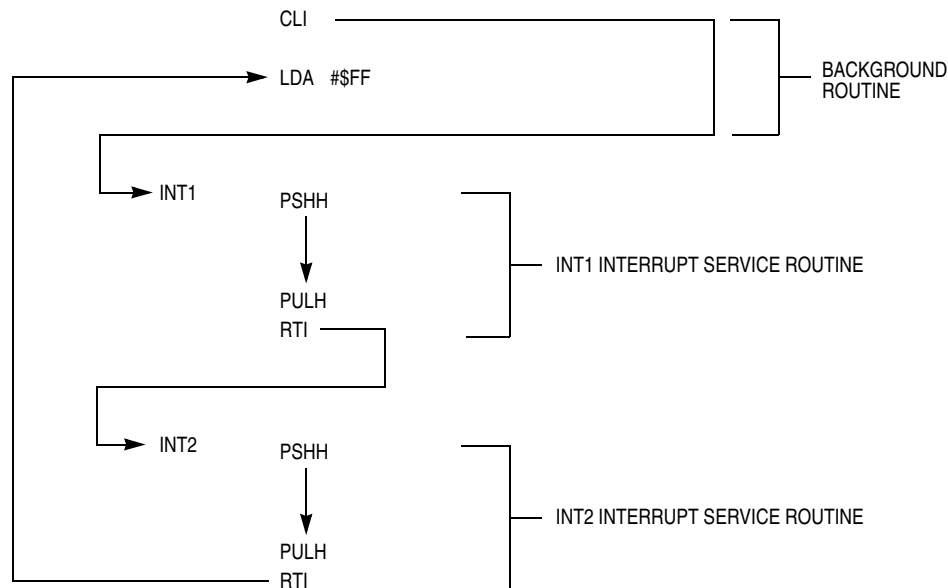 CLI
LDA #$FF
BACKGROUND
ROUTINE
INT1
PSHH
INT1 INTERRUPT SERVICE ROUTINE
PULH
RTI
INT2
PSHH
INT2 INTERRUPT SERVICE ROUTINE
PULH
RTI